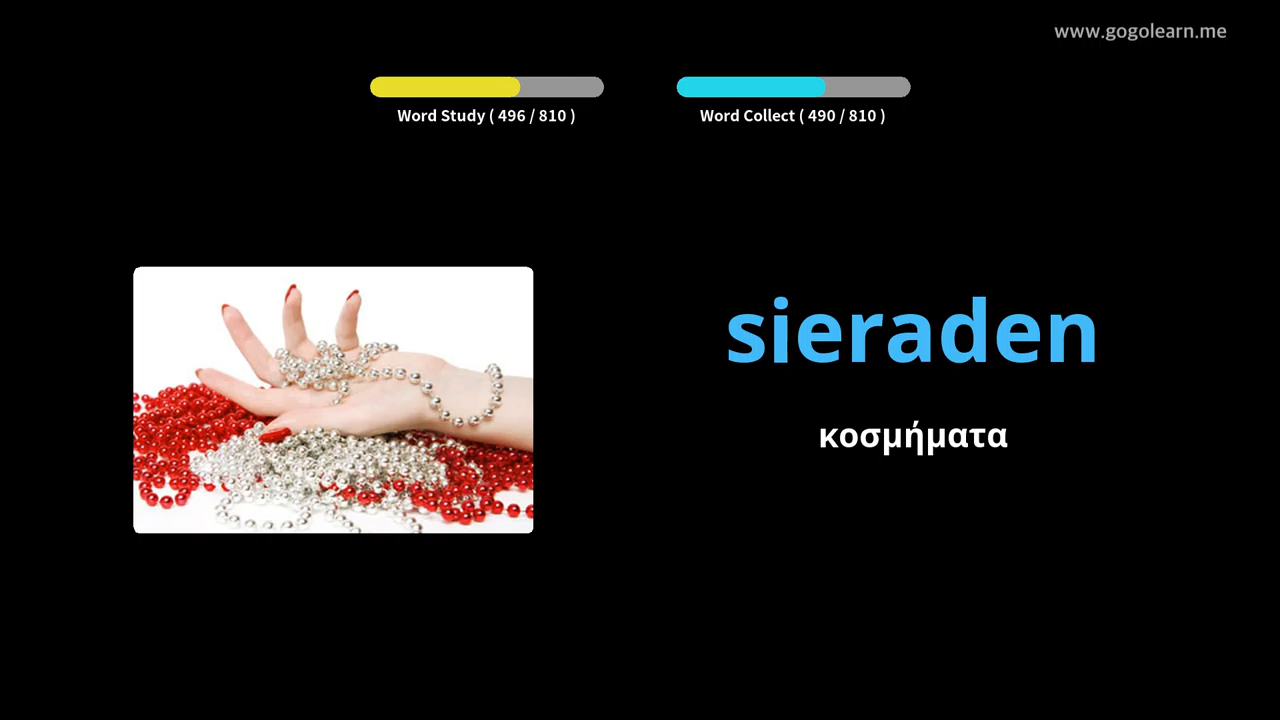 www.gogolearn.me
Word Study ( 496 / 810 )
Word Collect ( 490 / 810 )
sieraden
κοσμήματα